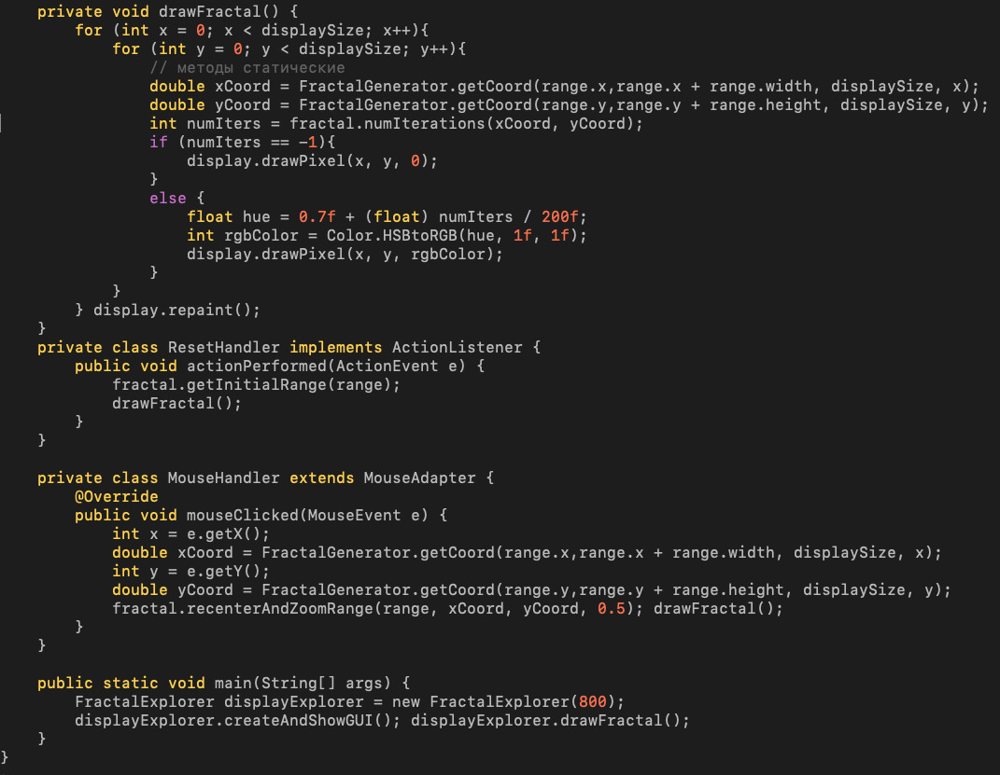 private void drawFractal() {
        for (int x = 0; x < displaySize; x++){
            for (int y = 0; y < displaySize; y++){
                // методы статические
                double xCoord = FractalGenerator.getCoord(range.x,range.x + range.width, displaySize, x);
                double yCoord = FractalGenerator.getCoord(range.y,range.y + range.height, displaySize, y);
                int numIters = fractal.numIterations(xCoord, yCoord);
                if (numIters == -1){
                    display.drawPixel(x, y, 0);
                }
                else {
                    float hue = 0.7f + (float) numIters / 200f;
                    int rgbColor = Color.HSBtoRGB(hue, 1f, 1f);
                    display.drawPixel(x, y, rgbColor);
                }
            }
        } display.repaint();
    }
    private class ResetHandler implements ActionListener {
        public void actionPerformed(ActionEvent e) {
            fractal.getInitialRange(range);
            drawFractal();
        }
    }

    private class MouseHandler extends MouseAdapter {
        @Override
        public void mouseClicked(MouseEvent e) {
            int x = e.getX();
            double xCoord = FractalGenerator.getCoord(range.x,range.x + range.width, displaySize, x);
            int y = e.getY();
            double yCoord = FractalGenerator.getCoord(range.y,range.y + range.height, displaySize, y);
            fractal.recenterAndZoomRange(range, xCoord, yCoord, 0.5); drawFractal();
        }
    }

    public static void main(String[] args) {
        FractalExplorer displayExplorer = new FractalExplorer(800);
        displayExplorer.createAndShowGUI(); displayExplorer.drawFractal();
    }
}